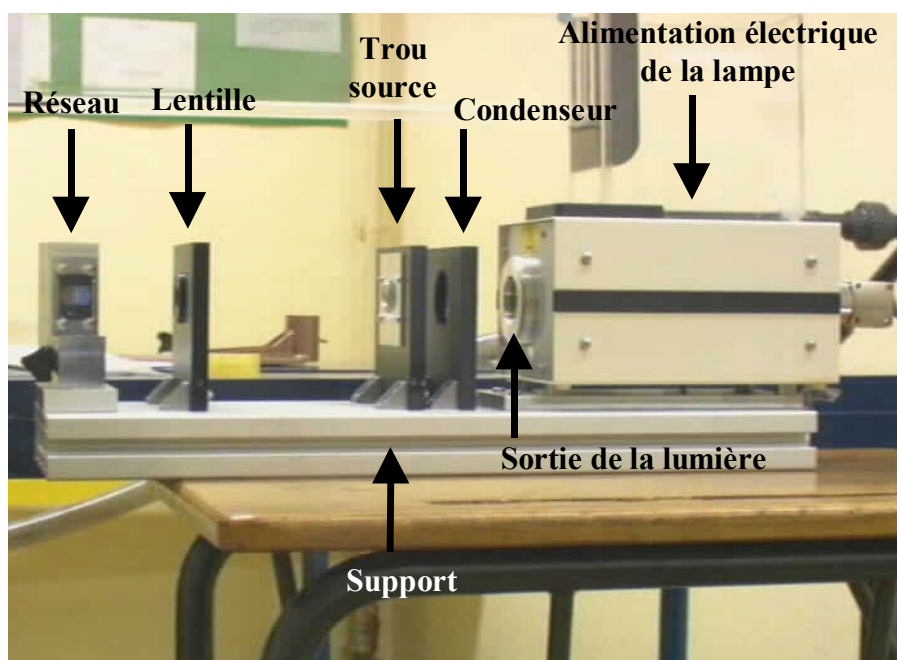 Alimentation électrique
de la lampe
Trou
source
Réseau
Lentille
Condenseur
Sortie de la lumière
Support